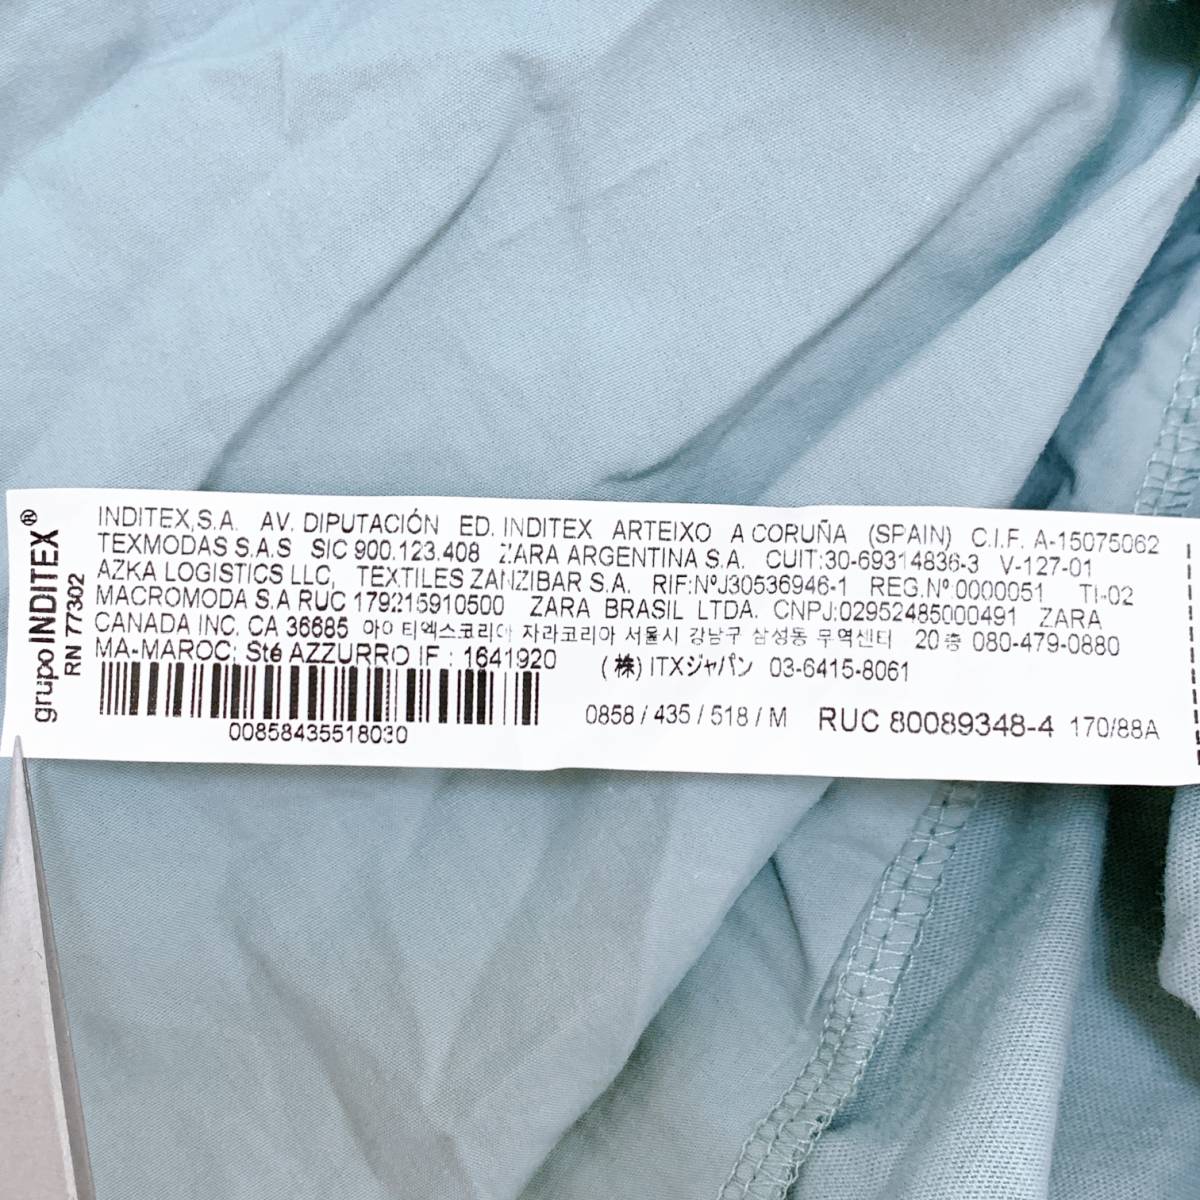 grupo INDITEX®
RN 77302
INDITEX,S.A. AV. DIPUTACIÓN ED. INDITEX ARTEIXO A CORUÑA (SPAIN) C.I.F. A-15075062
TEXMODAS S.A.S SIC 900.123.408 ZARA ARGENTINA S.A. CUIT:30-69314836-3 V-127-01
AZKA LOGISTICS LLC, TEXTILES ZANZIBAR S.A. RIF:NºJ30536946-1 REG.Nº 0000051 TI-02
MACROMODA S.A RUC 179215910500 ZARA BRASIL LTDA. CNPJ:02952485000491 ZARA
CANADA INC. CA 36685 아이 티엑스코리아 자라코리아 서울시 강남구 삼성동 무역센터 20층 080-479-0880
MA-MAROC: Sté AZZURRO IF : 1641920 (株) ITXジャパン 03-6415-8061
00858435518030
0858 / 435 / 518 / M RUC 80089348-4 170/88A